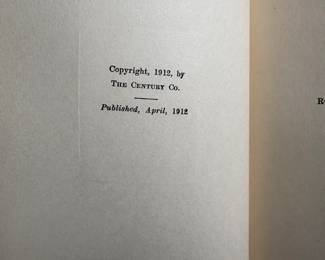 Copyright, 1912, by
THE CENTURY CO.
Published, April, 1912